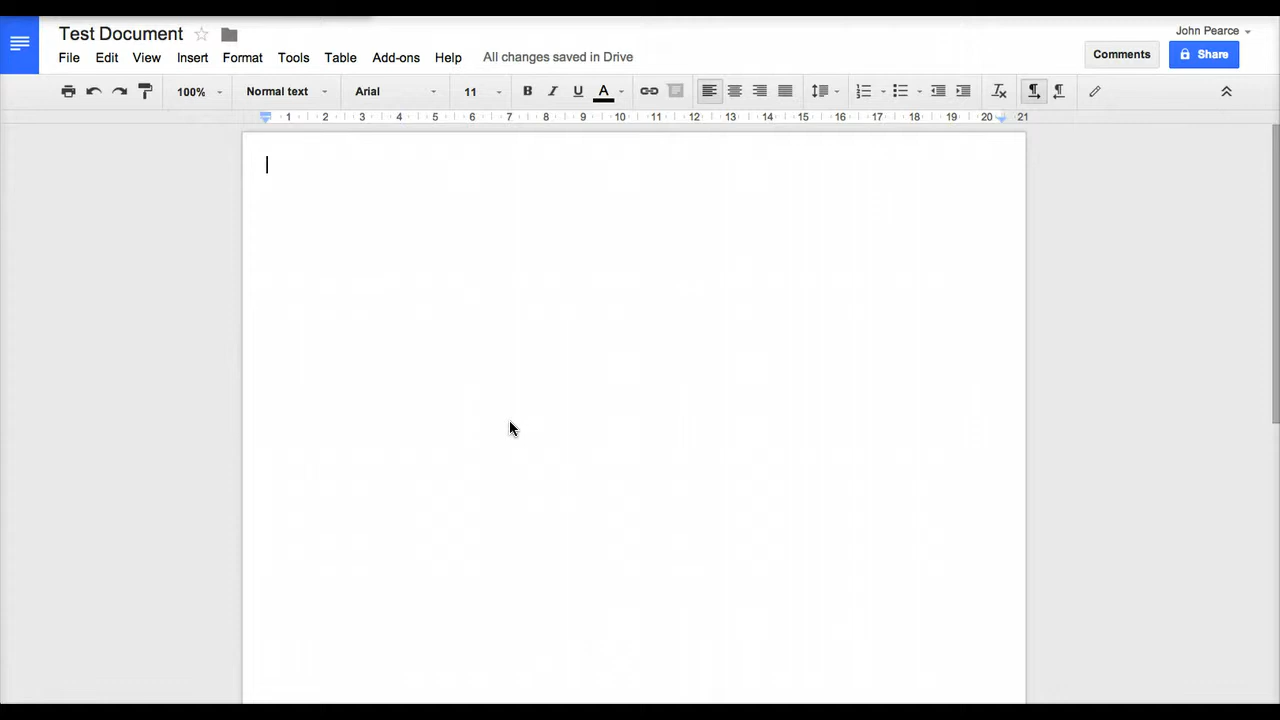 Test Document
John Pearce
File Edit View Insert Format Tools Table Add-ons Help All changes saved in Drive
Comments Share
100% Normal text Arial 11 B I U A
1 2 3 4 5 6 7 8 9 10 11 12 13 14 15 16 17 18 19 20 21